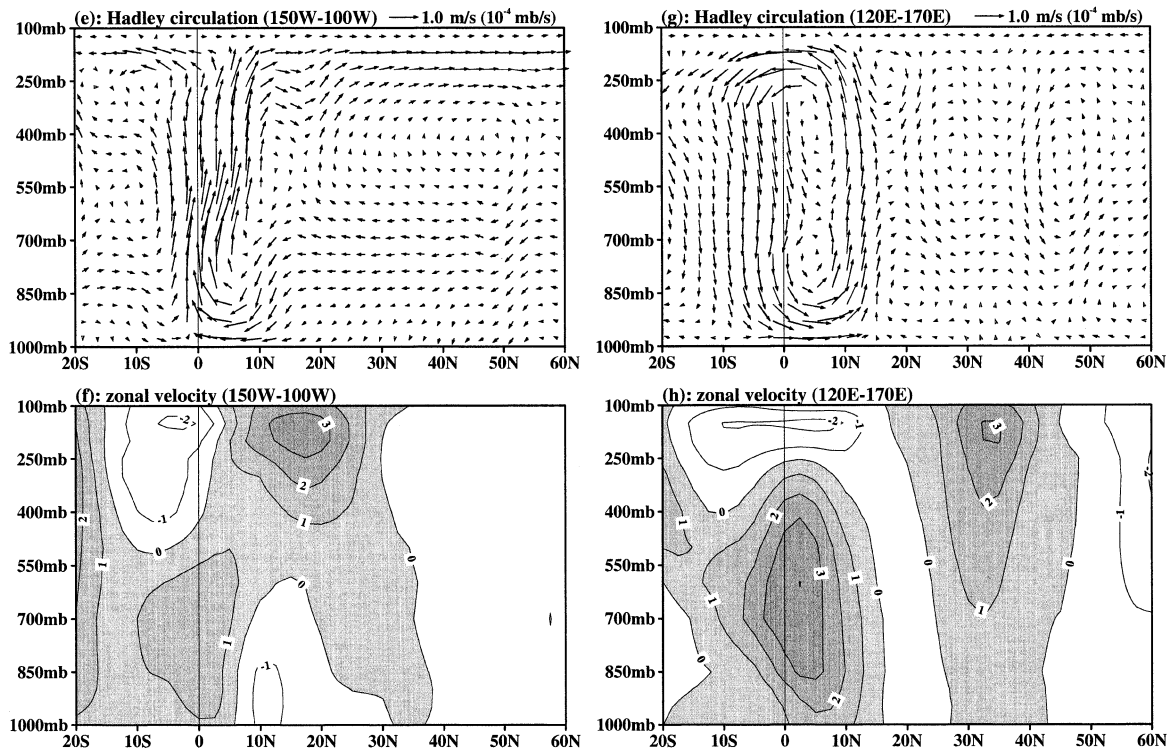 (e): Hadley circulation (150W-100W) 1.0 m/s (10⁻⁴ mb/s)
100mb
250mb
400mb
550mb
700mb
850mb
1000mb
20S 10S 0 10N 20N 30N 40N 50N 60N
(g): Hadley circulation (120E-170E) 1.0 m/s (10⁻⁴ mb/s)
100mb
250mb
400mb
550mb
700mb
850mb
1000mb
20S 10S 0 10N 20N 30N 40N 50N 60N
(f): zonal velocity (150W-100W)
100mb
250mb
400mb
550mb
700mb
850mb
1000mb
-2
3
2
-1
2
1
0
1
0
0
1
-1
20S 10S 0 10N 20N 30N 40N 50N 60N
(h): zonal velocity (120E-170E)
100mb
250mb
400mb
550mb
700mb
850mb
1000mb
-2
-1
3
-2
2
0
2
1
-1
0
0
3
1
0
1
1
0
2
20S 10S 0 10N 20N 30N 40N 50N 60N